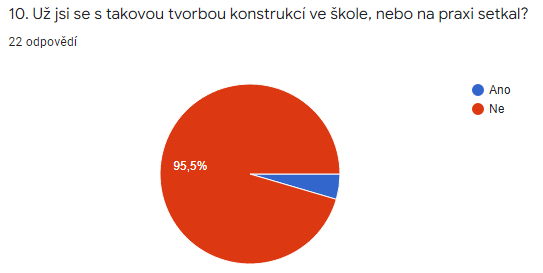 10. Už jsi se s takovou tvorbou konstrukcí ve škole, nebo na praxi setkal?
22 odpovědí
Ano
Ne
95,5%